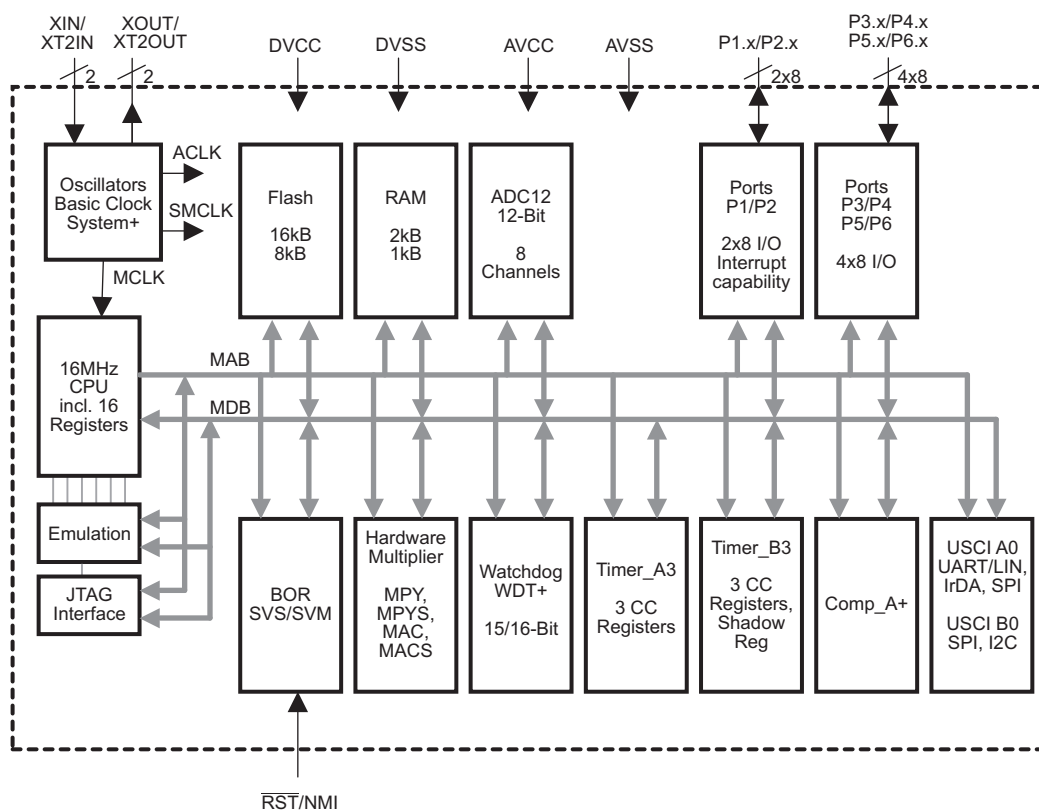 XIN/
XT2IN
XOUT/
XT2OUT
DVCC
DVSS
AVCC
AVSS
P1.x/P2.x
P3.x/P4.x
P5.x/P6.x
2
2
2x8
4x8
Oscillators
Basic Clock
System+
ACLK
SMCLK
MCLK
Flash
16kB
8kB
RAM
2kB
1kB
ADC12
12-Bit
8
Channels
Ports
P1/P2
2x8 I/O
Interrupt
capability
Ports
P3/P4
P5/P6
4x8 I/O
16MHz
CPU
incl. 16
Registers
MAB
MDB
Emulation
JTAG
Interface
BOR
SVS/SVM
Hardware
Multiplier
MPY,
MPYS,
MAC,
MACS
Watchdog
WDT+
15/16-Bit
Timer_A3
3 CC
Registers
Timer_B3
3 CC
Registers,
Shadow
Reg
Comp_A+
USCI A0
UART/LIN,
IrDA, SPI
USCI B0
SPI, I2C
RST/NMI